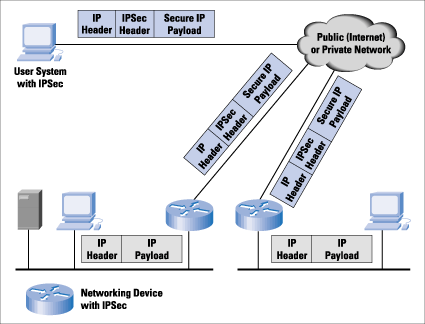 IP Header
IPSec Header
Secure IP Payload
Public (Internet)
or Private Network
User System
with IPSec
IP Header
IPSec Header
Secure IP Payload
IP Header
IPSec Header
Secure IP Payload
IP Header
IP Payload
IP Header
IP Payload
Networking Device
with IPSec